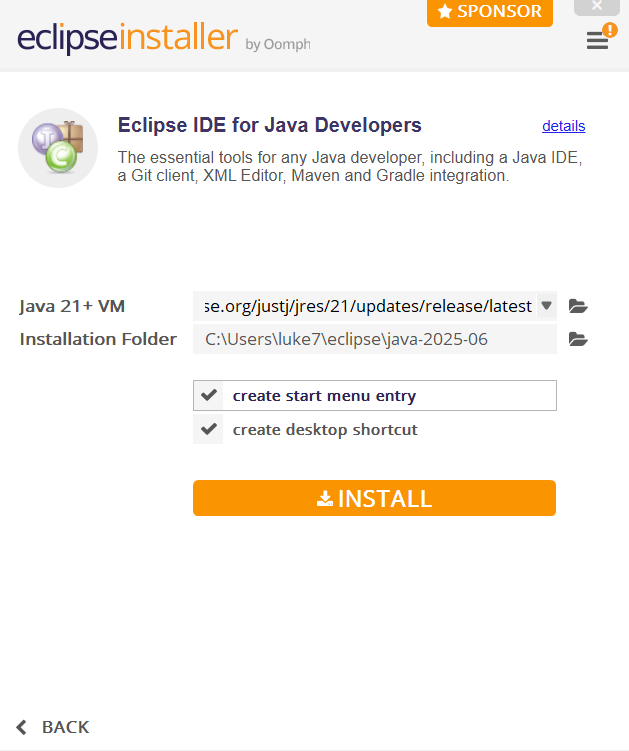 SPONSOR
eclipseinstaller by Oomph
Eclipse IDE for Java Developers
details
The essential tools for any Java developer, including a Java IDE,
a Git client, XML Editor, Maven and Gradle integration.
Java 21+ VM
se.org/justj/jres/21/updates/release/latest
Installation Folder
C:\Users\luke7\eclipse\java-2025-06
create start menu entry
create desktop shortcut
INSTALL
BACK